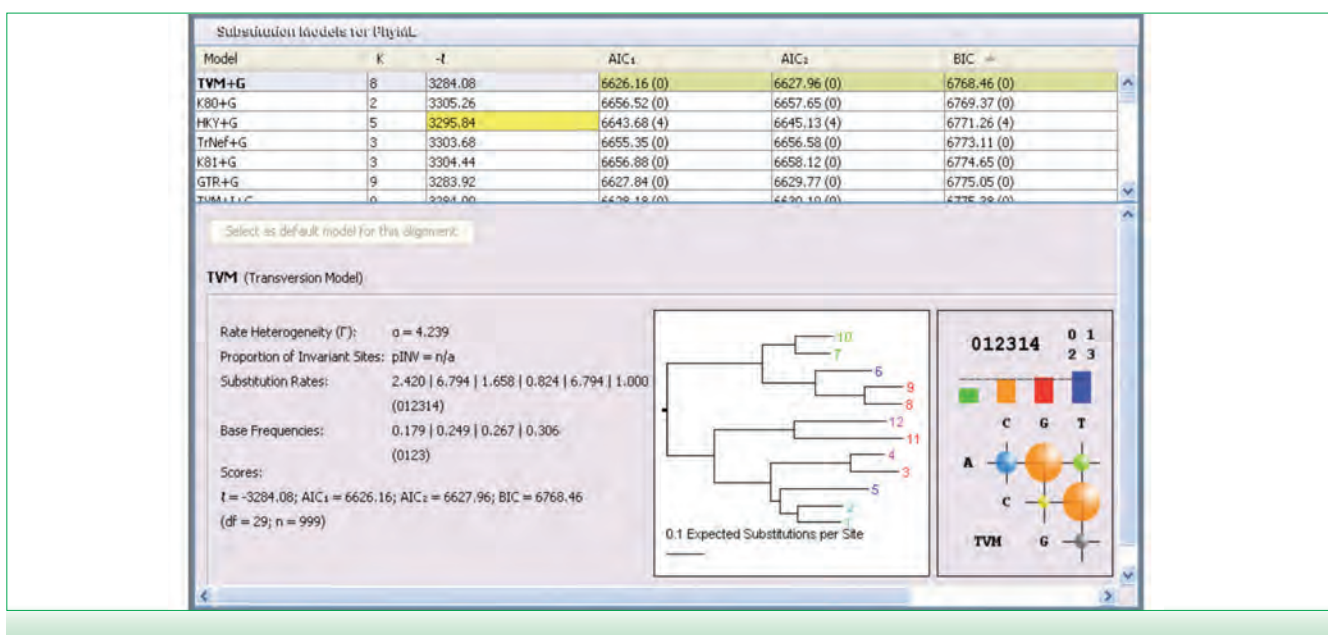 Substitution Models for PhyML
Model K -ℓ AIC₁ AIC₂ BIC
TVM+G 8 3284.08 6626.16 (0) 6627.96 (0) 6768.46 (0)
K80+G 2 3305.26 6656.52 (0) 6657.65 (0) 6769.37 (0)
HKY+G 5 3295.84 6643.68 (4) 6645.13 (4) 6771.26 (4)
TrNef+G 3 3303.68 6655.35 (0) 6656.58 (0) 6773.11 (0)
K81+G 3 3304.44 6656.88 (0) 6658.12 (0) 6774.65 (0)
GTR+G 9 3283.92 6627.84 (0) 6629.77 (0) 6775.05 (0)
Select as default model for this alignment
TVM (Transversion Model)
Rate Heterogeneity (Γ): α = 4.239
Proportion of Invariant Sites: pINV = n/a
Substitution Rates: 2.420 | 6.794 | 1.658 | 0.824 | 6.794 | 1.000
(012314)
Base Frequencies: 0.179 | 0.249 | 0.267 | 0.306
(0123)
Scores:
ℓ = -3284.08; AIC₁ = 6626.16; AIC₂ = 6627.96; BIC = 6768.46
(df = 29; n = 999)
10
7
6
9
8
12
11
4
3
5
2
0.1 Expected Substitutions per Site
012314 0 1
2 3
C G T
A
C
TVM G